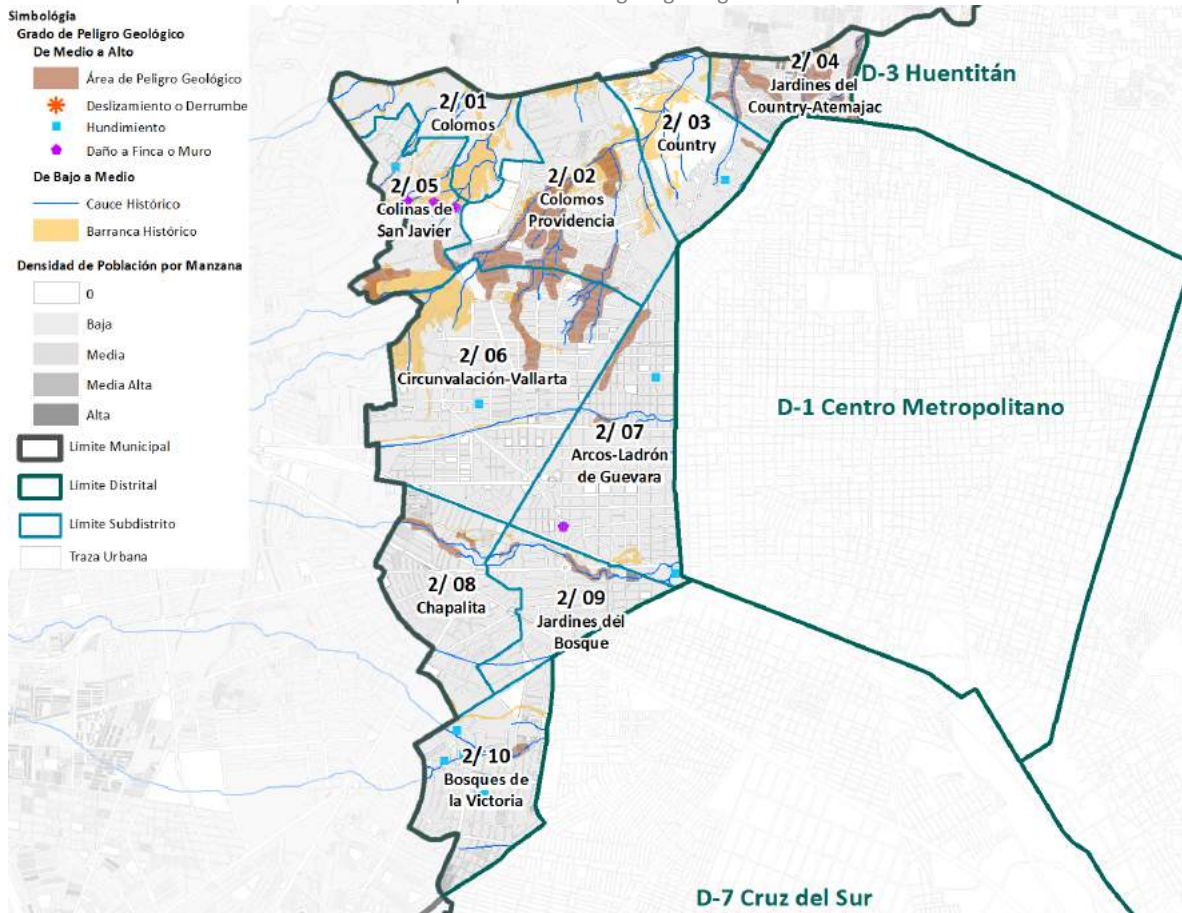 Simbológia
Grado de Peligro Geológico
De Medio a Alto
Área de Peligro Geológico
Deslizamiento o Derrumbe
Hundimiento
Daño a Finca o Muro
De Bajo a Medio
Cauce Histórico
Barranca Histórico
Densidad de Población por Manzana
0
Baja
Media
Media Alta
Alta
Límite Municipal
Límite Distrital
Límite Subdistrito
Traza Urbana
2/ 04
Jardines del
Country-Atemajac
D-3 Huentitán
2/ 01
Colomos
2/ 03
Country
2/ 02
Colomos
Providencia
2/ 05
Colinas de
San Javier
2/ 06
Circunvalación-Vallarta
D-1 Centro Metropolitano
2/ 07
Arcos-Ladrón
de Guevara
2/ 08
Chapalita
2/ 09
Jardines del
Bosque
2/ 10
Bosques de
la Victoria
D-7 Cruz del Sur